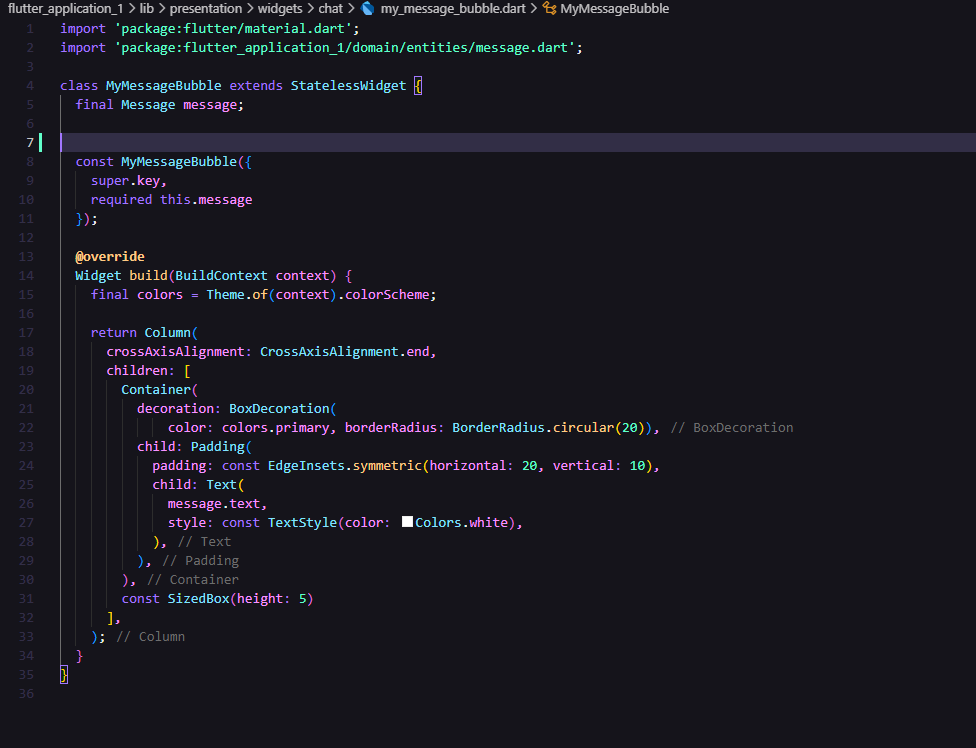 flutter_application_1 > lib > presentation > widgets > chat > my_message_bubble.dart > MyMessageBubble
1 import 'package:flutter/material.dart';
2 import 'package:flutter_application_1/domain/entities/message.dart';
3
4 class MyMessageBubble extends StatelessWidget {
5   final Message message;
6
7
8   const MyMessageBubble({
9     super.key,
10     required this.message
11   });
12
13   @override
14   Widget build(BuildContext context) {
15     final colors = Theme.of(context).colorScheme;
16
17     return Column(
18       crossAxisAlignment: CrossAxisAlignment.end,
19       children: [
20         Container(
21           decoration: BoxDecoration(
22               color: colors.primary, borderRadius: BorderRadius.circular(20)), // BoxDecoration
23           child: Padding(
24             padding: const EdgeInsets.symmetric(horizontal: 20, vertical: 10),
25             child: Text(
26               message.text,
27               style: const TextStyle(color: Colors.white),
28             ), // Text
29           ), // Padding
30         ), // Container
31         const SizedBox(height: 5)
32       ],
33     ); // Column
34   }
35 }
36